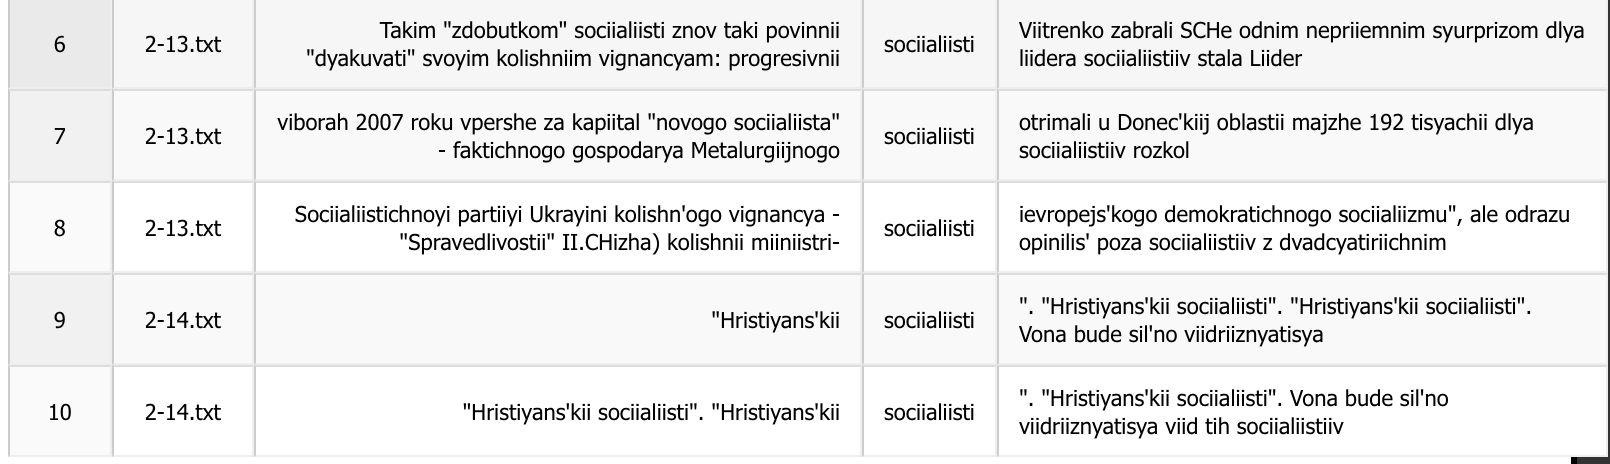 6
2-13.txt
Takim "zdobutkom" sociialiisti znov taki povinnii
"dyakuvati" svoyim kolishniim vignancyam: progresivnii
sociialiisti
Viitrenko zabrali SCHe odnim nepriiemnim syurprizom dlya
liidera sociialiistiiv stala Liider
7
2-13.txt
viborah 2007 roku vpershe za kapiital "novogo sociialiista"
- faktichnogo gospodarya Metalurgiijnogo
sociialiisti
otrimali u Donec'kiij oblastii majzhe 192 tisyachii dlya
sociialiistiiv rozkol
8
2-13.txt
Sociialiistichnoyi partiiyi Ukrayini kolishn'ogo vignancya -
"Spravedlivostii" II.CHizha) kolishnii miiniistri-
sociialiisti
ievropejs'kogo demokratichnogo sociialiizmu", ale odrazu
opinilis' poza sociialiistiiv z dvadcyatiriichnim
9
2-14.txt
"Hristiyans'kii
sociialiisti
". "Hristiyans'kii sociialiisti". "Hristiyans'kii sociialiisti".
Vona bude sil'no viidriiznyatisya
10
2-14.txt
"Hristiyans'kii sociialiisti". "Hristiyans'kii
sociialiisti
". "Hristiyans'kii sociialiisti". Vona bude sil'no
viidriiznyatisya viid tih sociialiistiiv